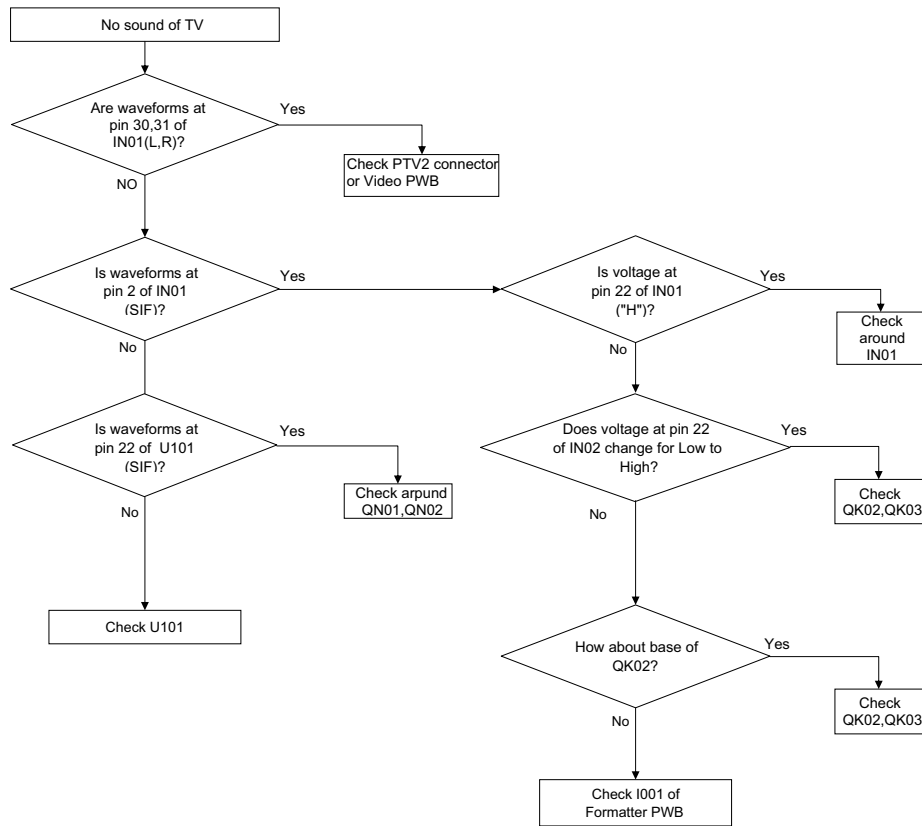 No sound of TV
Are waveforms at
pin 30,31 of
IN01(L,R)?
Yes
Check PTV2 connector
or Video PWB
NO
Is waveforms at
pin 2 of IN01
(SIF)?
Yes
Is voltage at
pin 22 of IN01
("H")?
Yes
Check
around
IN01
No
No
Is waveforms at
pin 22 of U101
(SIF)?
Yes
Check arpund
QN01,QN02
Does voltage at pin 22
of IN02 change for Low to
High?
Yes
Check
QK02,QK03
No
No
Check U101
How about base of
QK02?
Yes
Check
QK02,QK03
No
Check I001 of
Formatter PWB